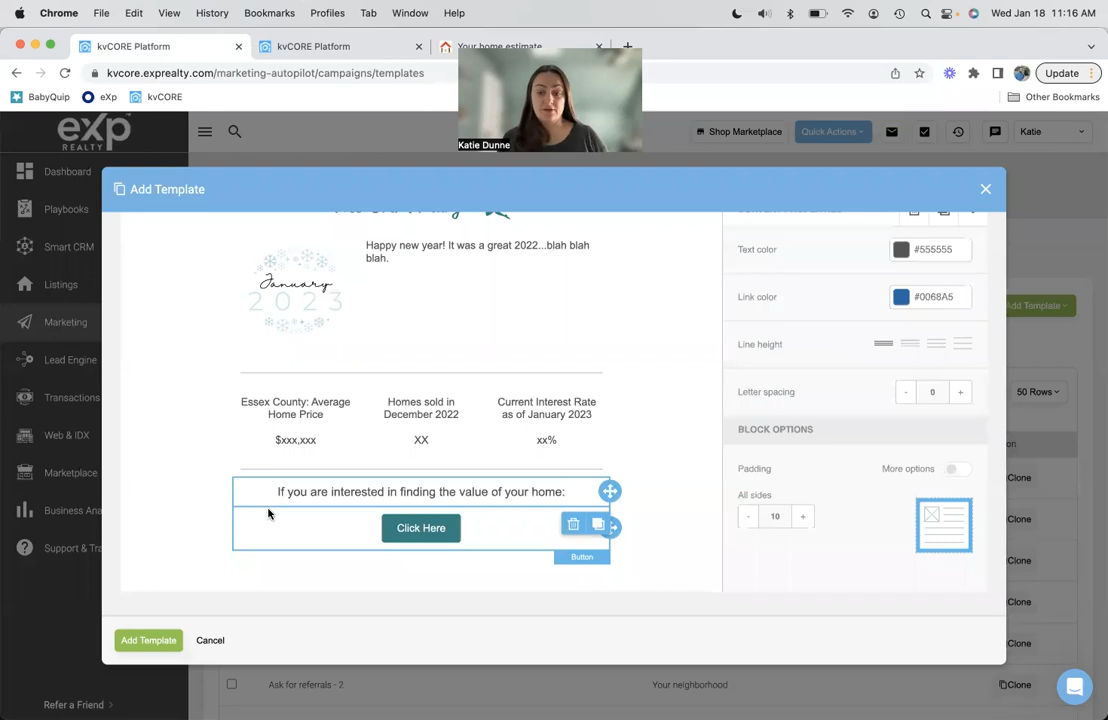 Chrome File Edit View History Bookmarks Profiles Tab Window Help Wed Jan 18 11:16 AM
kvCORE Platform kvCORE Platform Your home estimate
kvcore.exprealty.com/marketing-autopilot/campaigns/templates Update
BabyQuip eXp kvCORE Other Bookmarks
Katie Dunne
exp
REALTY
Shop Marketplace Quick Actions Katie
Dashboard
Playbooks
Smart CRM
Listings
Marketing
Lead Engine
Transactions
Web & IDX
Marketplace
Business Ana
Support & Tra
Refer a Friend
Add Template
Happy new year! It was a great 2022...blah blah
blah.
January
2023
Essex County: Average
Home Price
$xxx,xxx
Homes sold in
December 2022
XX
Current Interest Rate
as of January 2023
xx%
If you are interested in finding the value of your home:
Click Here
Button
Text color #555555
Link color #0068A5
Line height
Letter spacing - 0 +
BLOCK OPTIONS
Padding More options
All sides
- 10 +
Add Template Cancel
Add Template
50 Rows
on
Clone
Clone
Clone
Clone
Clone
Ask for referrals - 2 Your neighborhood Clone